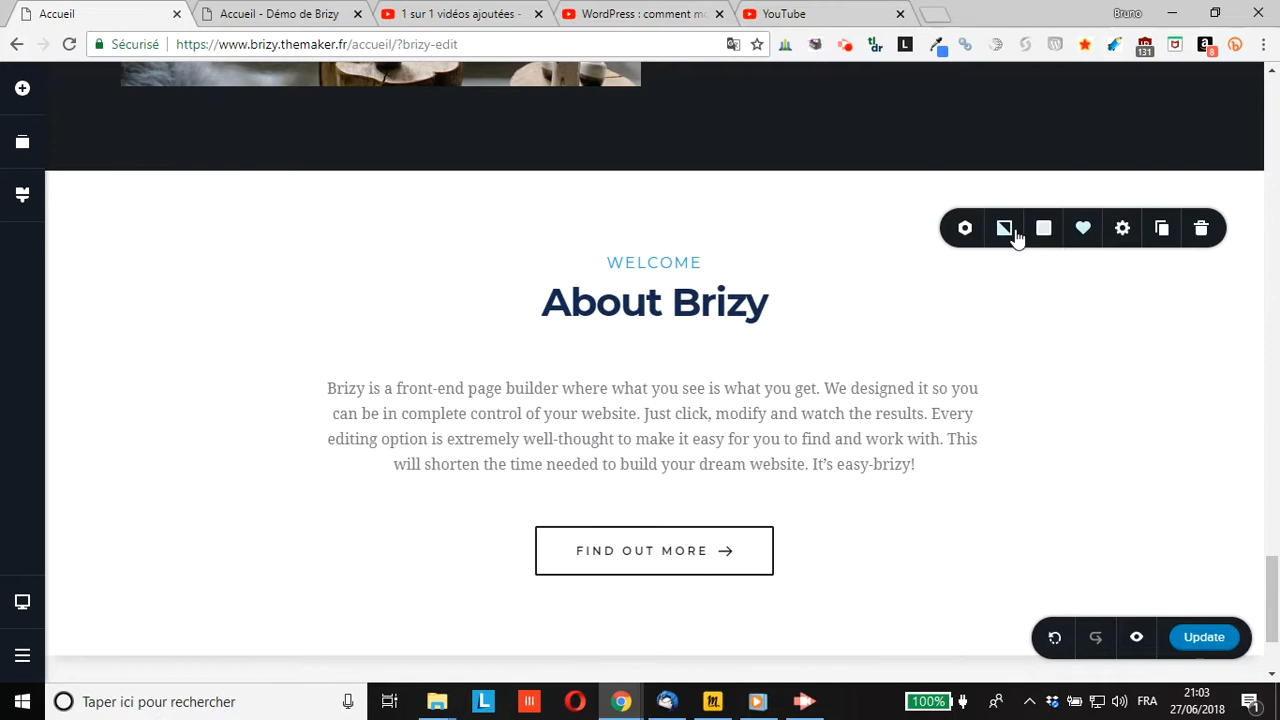 Accueil
Accueil - Démo de Brizy
1 sur 1 vidéos ajoutées -
WordPress : comment mo
YouTube
Bruno
Sécurisé
https://www.brizy.themaker.fr/accueil/?brizy-edit
tldr
L
131
a
8
WELCOME
About Brizy
Brizy is a front-end page builder where what you see is what you get. We designed it so you
can be in complete control of your website. Just click, modify and watch the results. Every
editing option is extremely well-thought to make it easy for you to find and work with. This
will shorten the time needed to build your dream website. It's easy-brizy!
FIND OUT MORE
Update
Taper ici pour rechercher
L
100%
FRA
21:03
27/06/2018
1